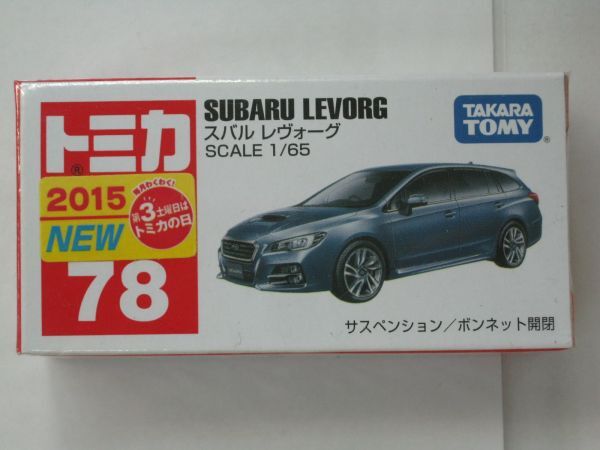 トミカ
®
2015
NEW
毎月わくわく!
第3土曜日は
トミカの日
78
SUBARU LEVORG
スバル レヴォーグ
SCALE 1/65
TAKARA
TOMY
®
サスペンション/ボンネット開閉